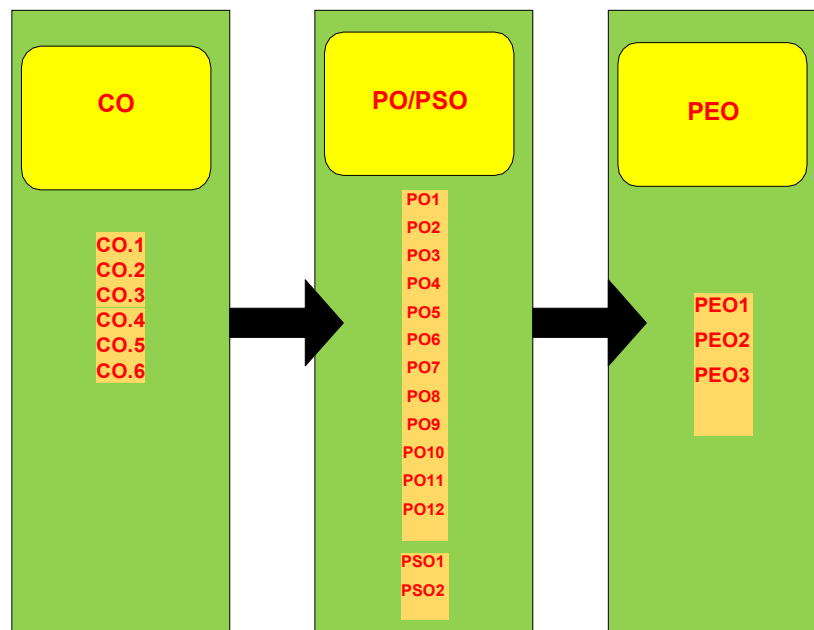 CO
CO.1
CO.2
CO.3
CO.4
CO.5
CO.6
PO/PSO
PO1
PO2
PO3
PO4
PO5
PO6
PO7
PO8
PO9
PO10
PO11
PO12
PSO1
PSO2
PEO
PEO1
PEO2
PEO3